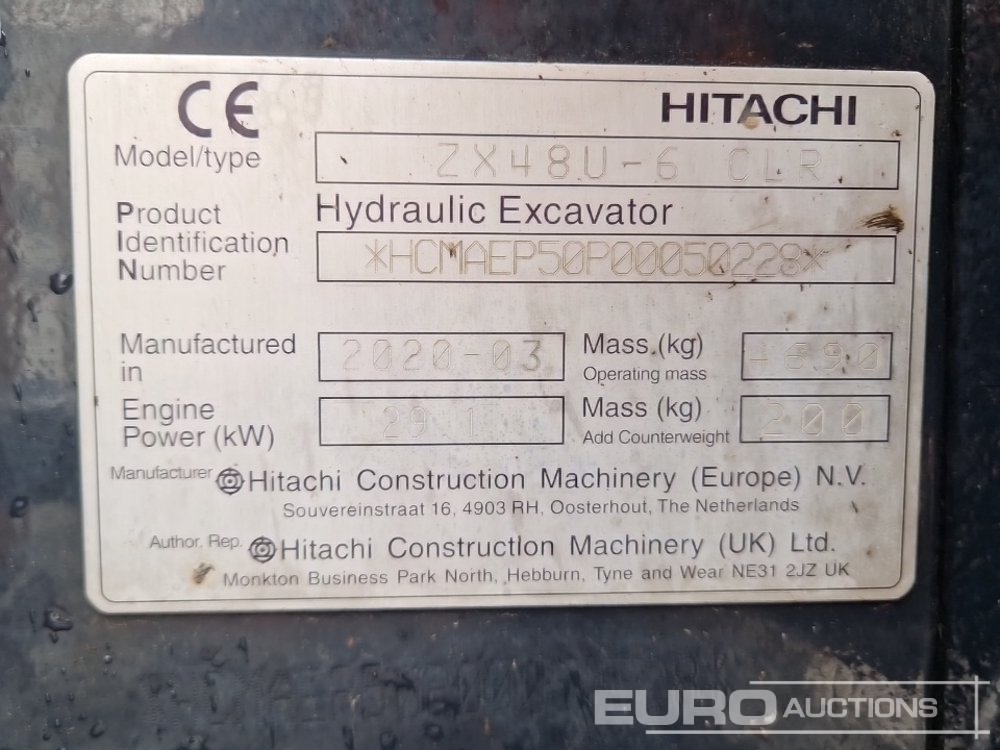 CE HITACHI
Model/type ZX48U-6 CLR
Product Hydraulic Excavator
Identification *HCMAEP50P00050228*
Number
Manufactured in 2020-03 Mass (kg) Operating mass
Engine Power (kW) 29.1 Mass (kg) Add Counterweight 200
Manufacturer Hitachi Construction Machinery (Europe) N.V.
Souvereinstraat 16, 4903 RH, Oosterhout, The Netherlands
Author. Rep. Hitachi Construction Machinery (UK) Ltd.
Monkton Business Park North, Hebburn, Tyne and Wear NE31 2JZ UK
EURO AUCTIONS